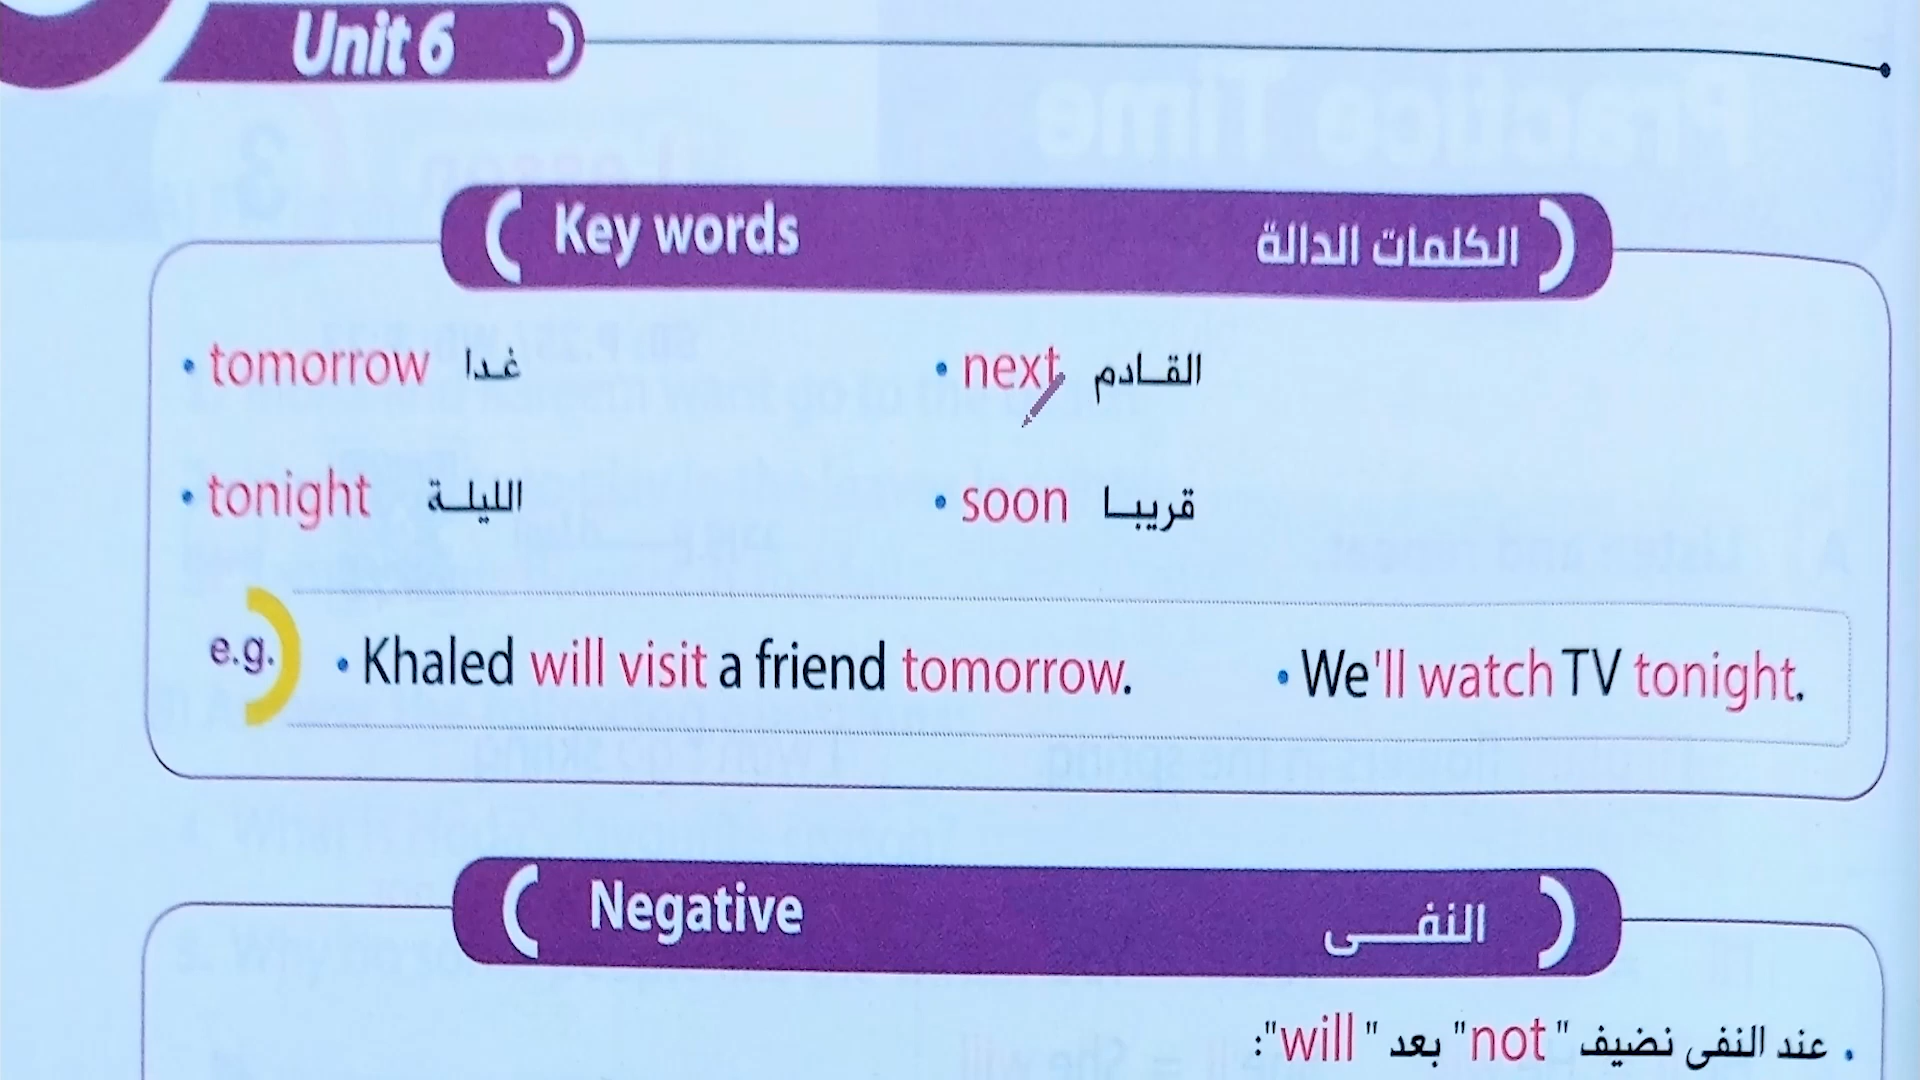 Unit 6
Key words الكلمات الدالة
• tomorrow غدا • next القادم
• tonight الليلة • soon قريبا
e.g. • Khaled will visit a friend tomorrow. • We'll watch TV tonight.
Negative النفى
• عند النفى نضيف "not" بعد "will":